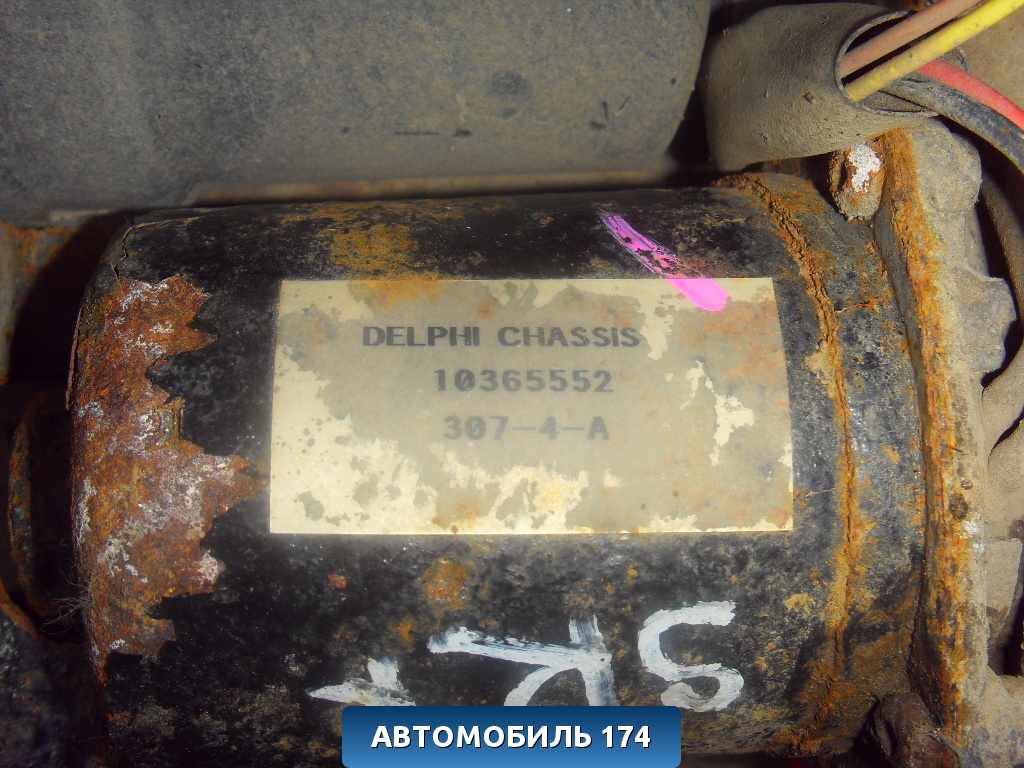 DELPHI CHASSIS
10365552
307-4-A
АВТОМОБИЛЬ 174